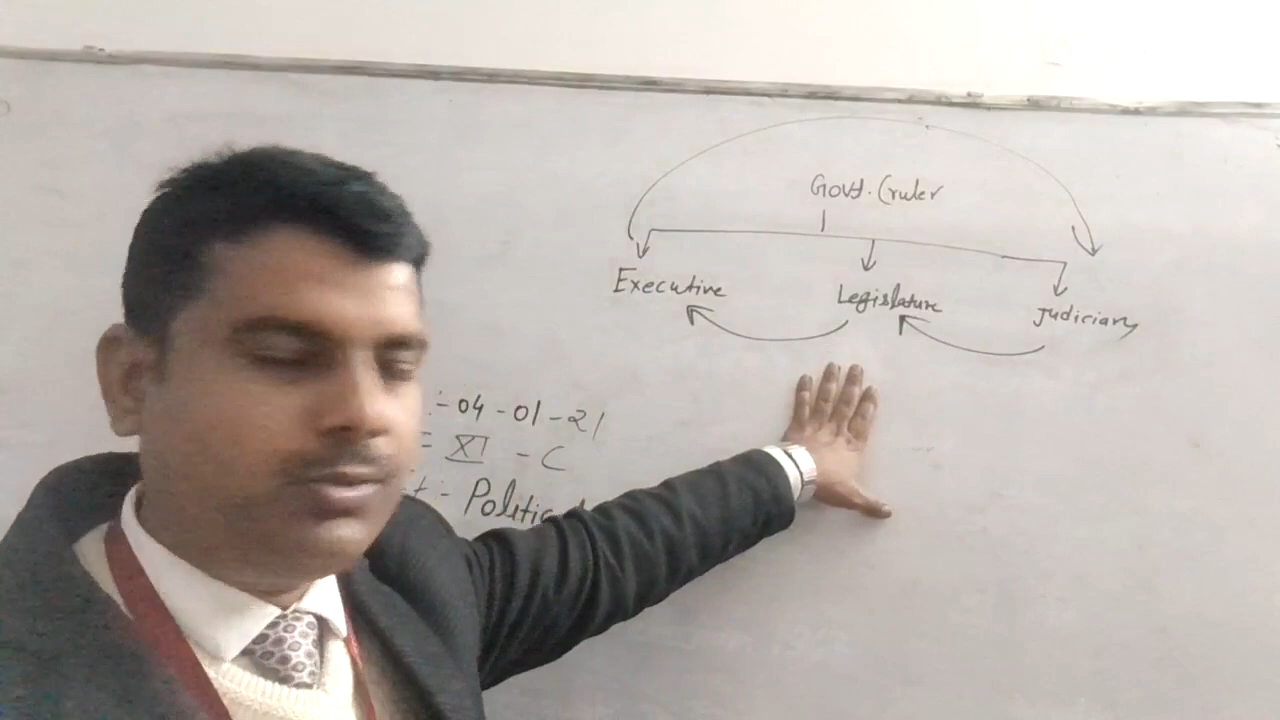 Govt. (ruler
Executive
Legislature
Judiciary
:- 04 - 01 - 21
= XI - C
t :- Politic